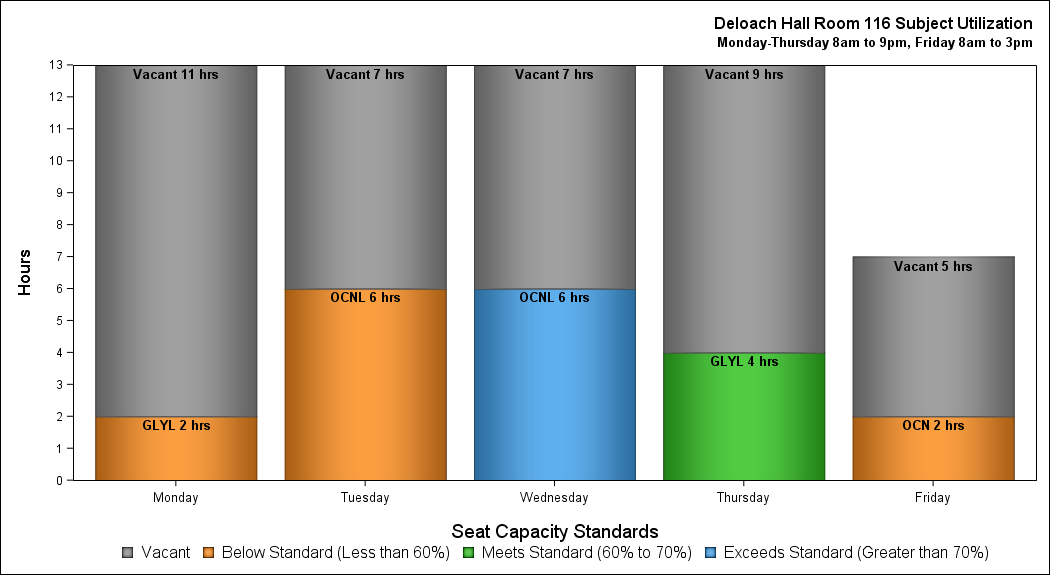 Deloach Hall Room 116 Subject Utilization
Monday-Thursday 8am to 9pm, Friday 8am to 3pm
Hours
13
12
11
10
9
8
7
6
5
4
3
2
1
0
Vacant 11 hrs
GLYL 2 hrs
Vacant 7 hrs
OCNL 6 hrs
Vacant 7 hrs
OCNL 6 hrs
Vacant 9 hrs
GLYL 4 hrs
Vacant 5 hrs
OCN 2 hrs
Monday Tuesday Wednesday Thursday Friday
Seat Capacity Standards
Vacant Below Standard (Less than 60%) Meets Standard (60% to 70%) Exceeds Standard (Greater than 70%)